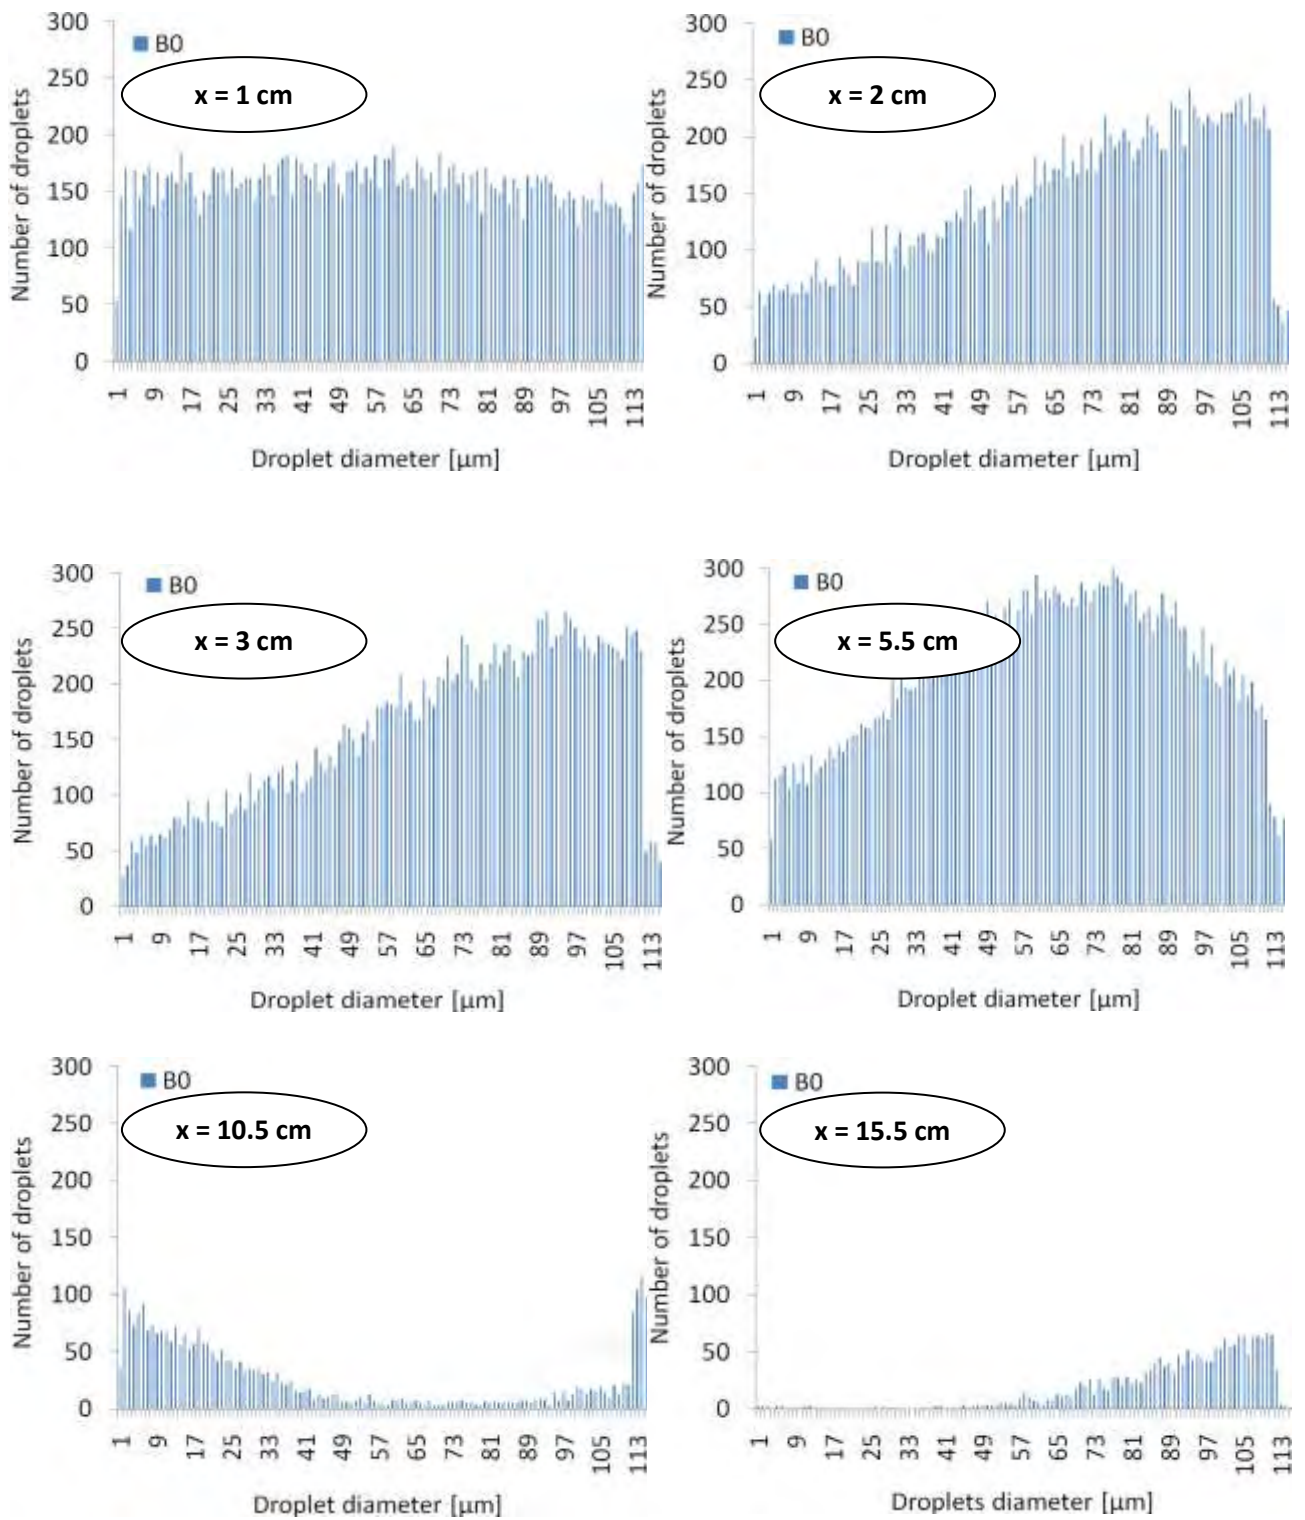 300
B0
250
x = 1 cm
200
150
100
50
0
Number of droplets
1 9 17 25 33 41 49 57 65 73 81 89 97 105 113
Droplet diameter [µm]
300
B0
250
x = 2 cm
200
150
100
50
0
Number of droplets
1 9 17 25 33 41 49 57 65 73 81 89 97 105 113
Droplet diameter [µm]
300
B0
250
x = 3 cm
200
150
100
50
0
Number of droplets
1 9 17 25 33 41 49 57 65 73 81 89 97 105 113
Droplet diameter [µm]
300
B0
250
x = 5.5 cm
200
150
100
50
0
Number of droplets
1 9 17 25 33 41 49 57 65 73 81 89 97 105 113
Droplet diameter [µm]
300
B0
250
x = 10.5 cm
200
150
100
50
0
Number of droplets
1 9 17 25 33 41 49 57 65 73 81 89 97 105 113
Droplet diameter [µm]
300
B0
250
x = 15.5 cm
200
150
100
50
0
Number of droplets
1 9 17 25 33 41 49 57 65 73 81 89 97 105 113
Droplets diameter [µm]